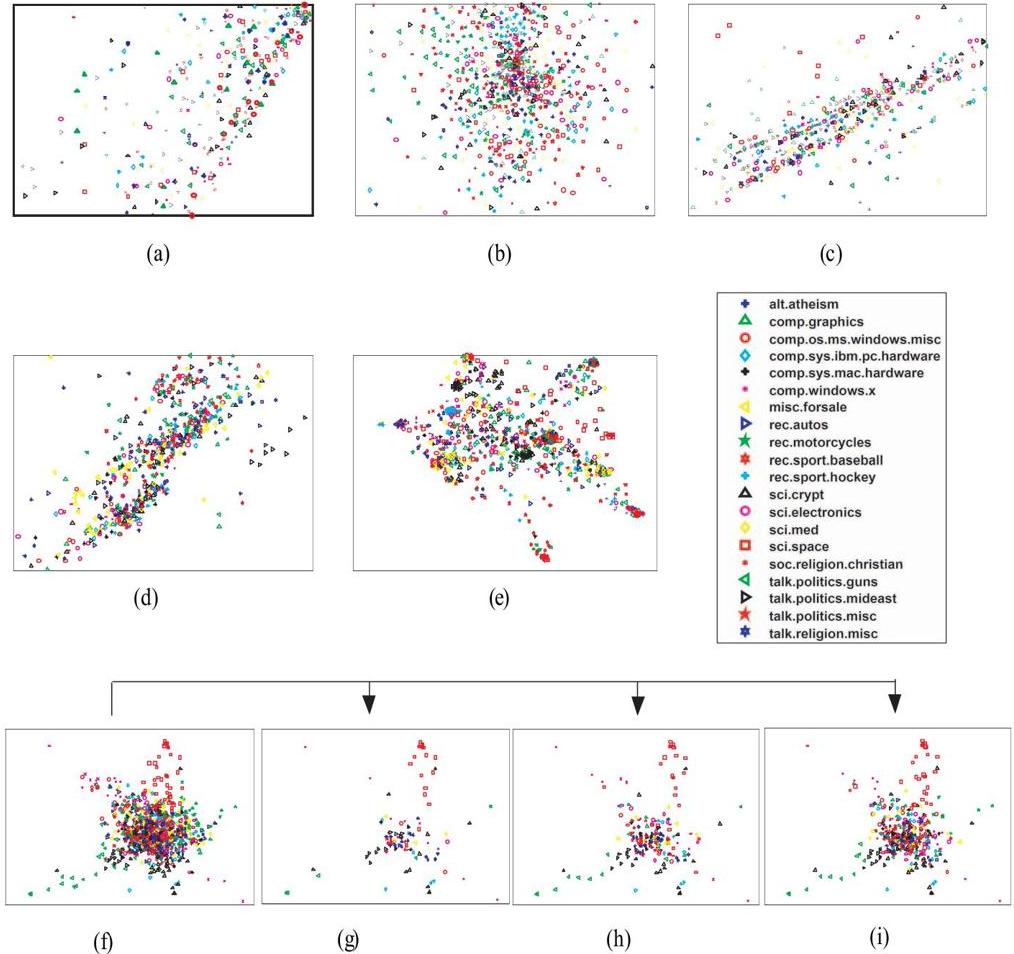 (a)
(b)
(c)
alt.atheism
comp.graphics
comp.os.ms.windows.misc
comp.sys.ibm.pc.hardware
comp.sys.mac.hardware
comp.windows.x
misc.forsale
rec.autos
rec.motorcycles
rec.sport.baseball
rec.sport.hockey
sci.crypt
sci.electronics
sci.med
sci.space
soc.religion.christian
talk.politics.guns
talk.politics.mideast
talk.politics.misc
talk.religion.misc
(d)
(e)
(f)
(g)
(h)
(i)